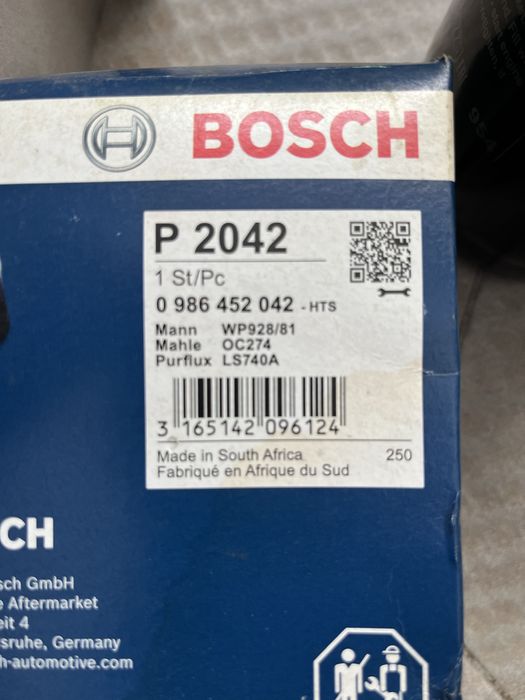 BOSCH
P 2042
1 St/Pc
0 986 452 042 - HTS
Mann WP928/81
Mahle OC274
Purflux LS740A
3 165142 096124
Made in South Africa 250
Fabriqué en Afrique du Sud
CH
sch GmbH
e Aftermarket
eit 4
sruhe, Germany
h-automotive.com
954